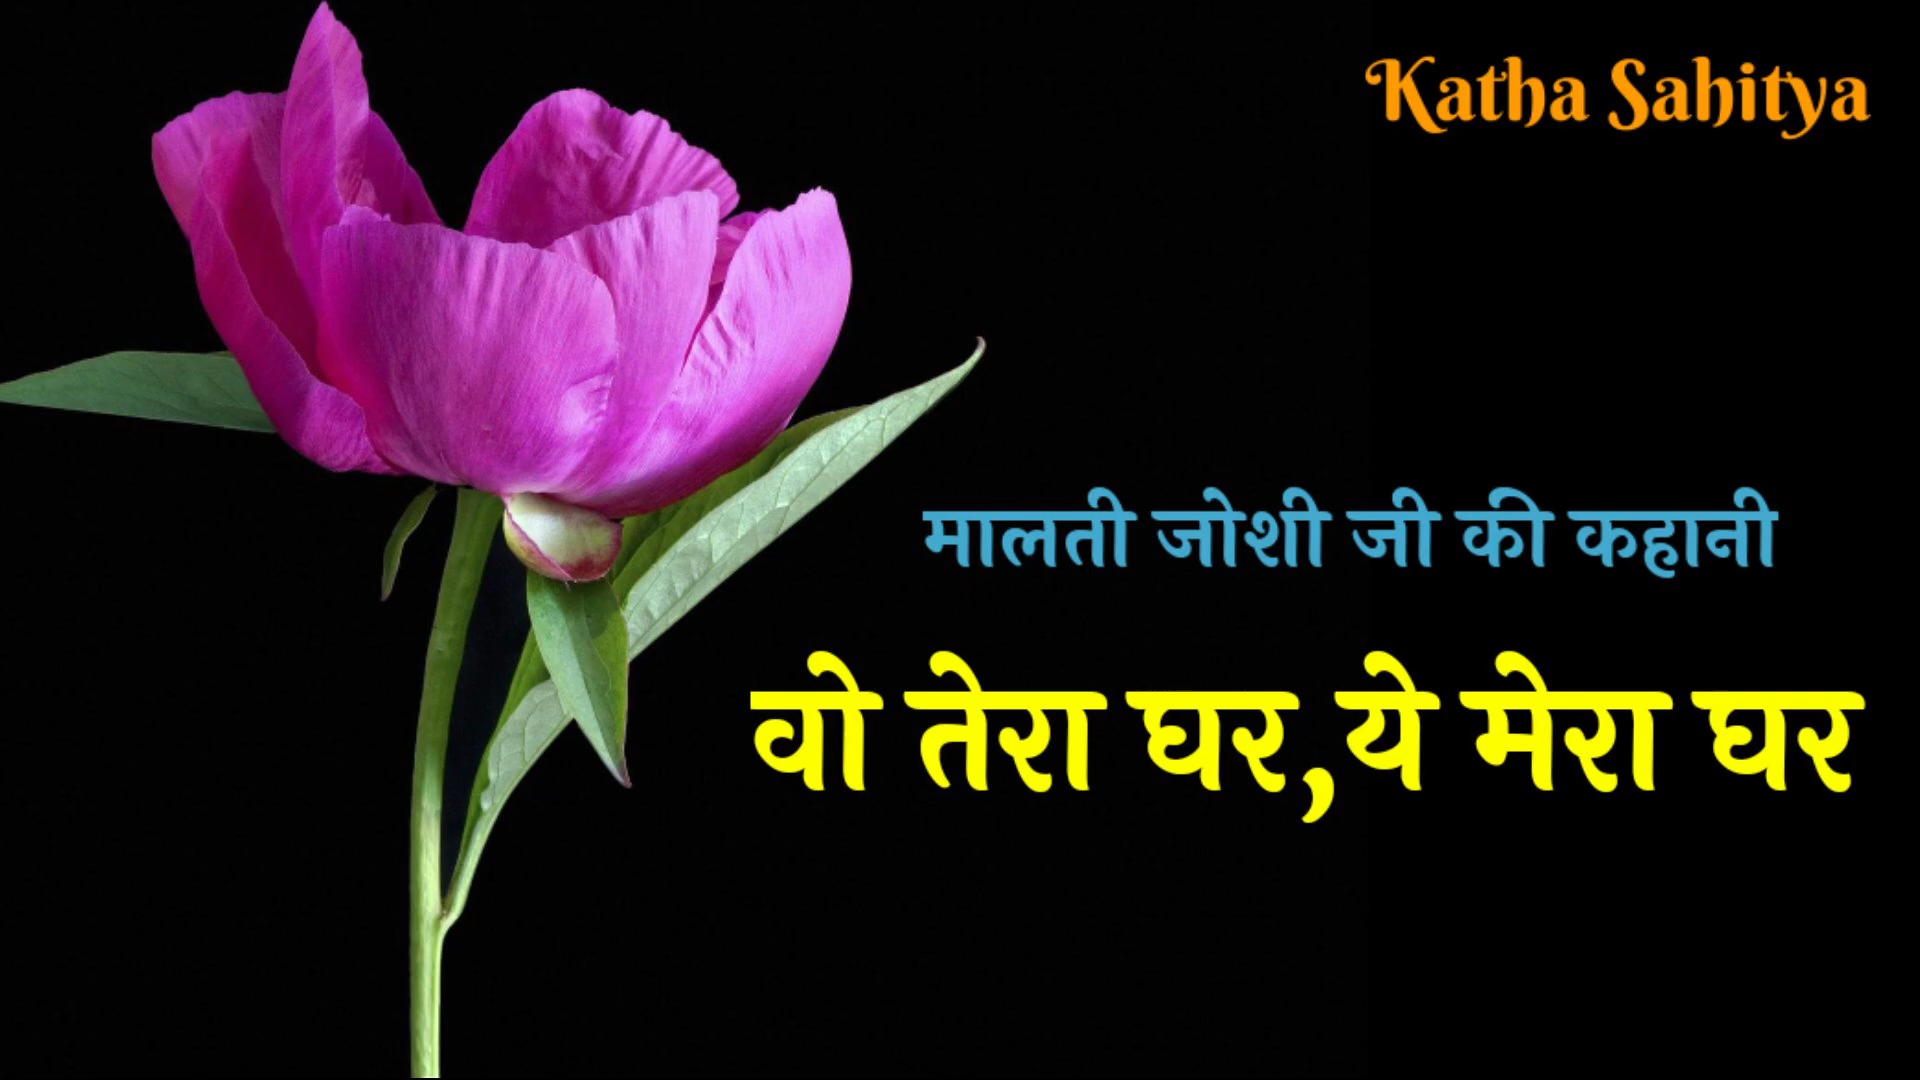 Katha Sahitya
मालती जोशी जी की कहानी
वो तेरा घर,ये मेरा घर